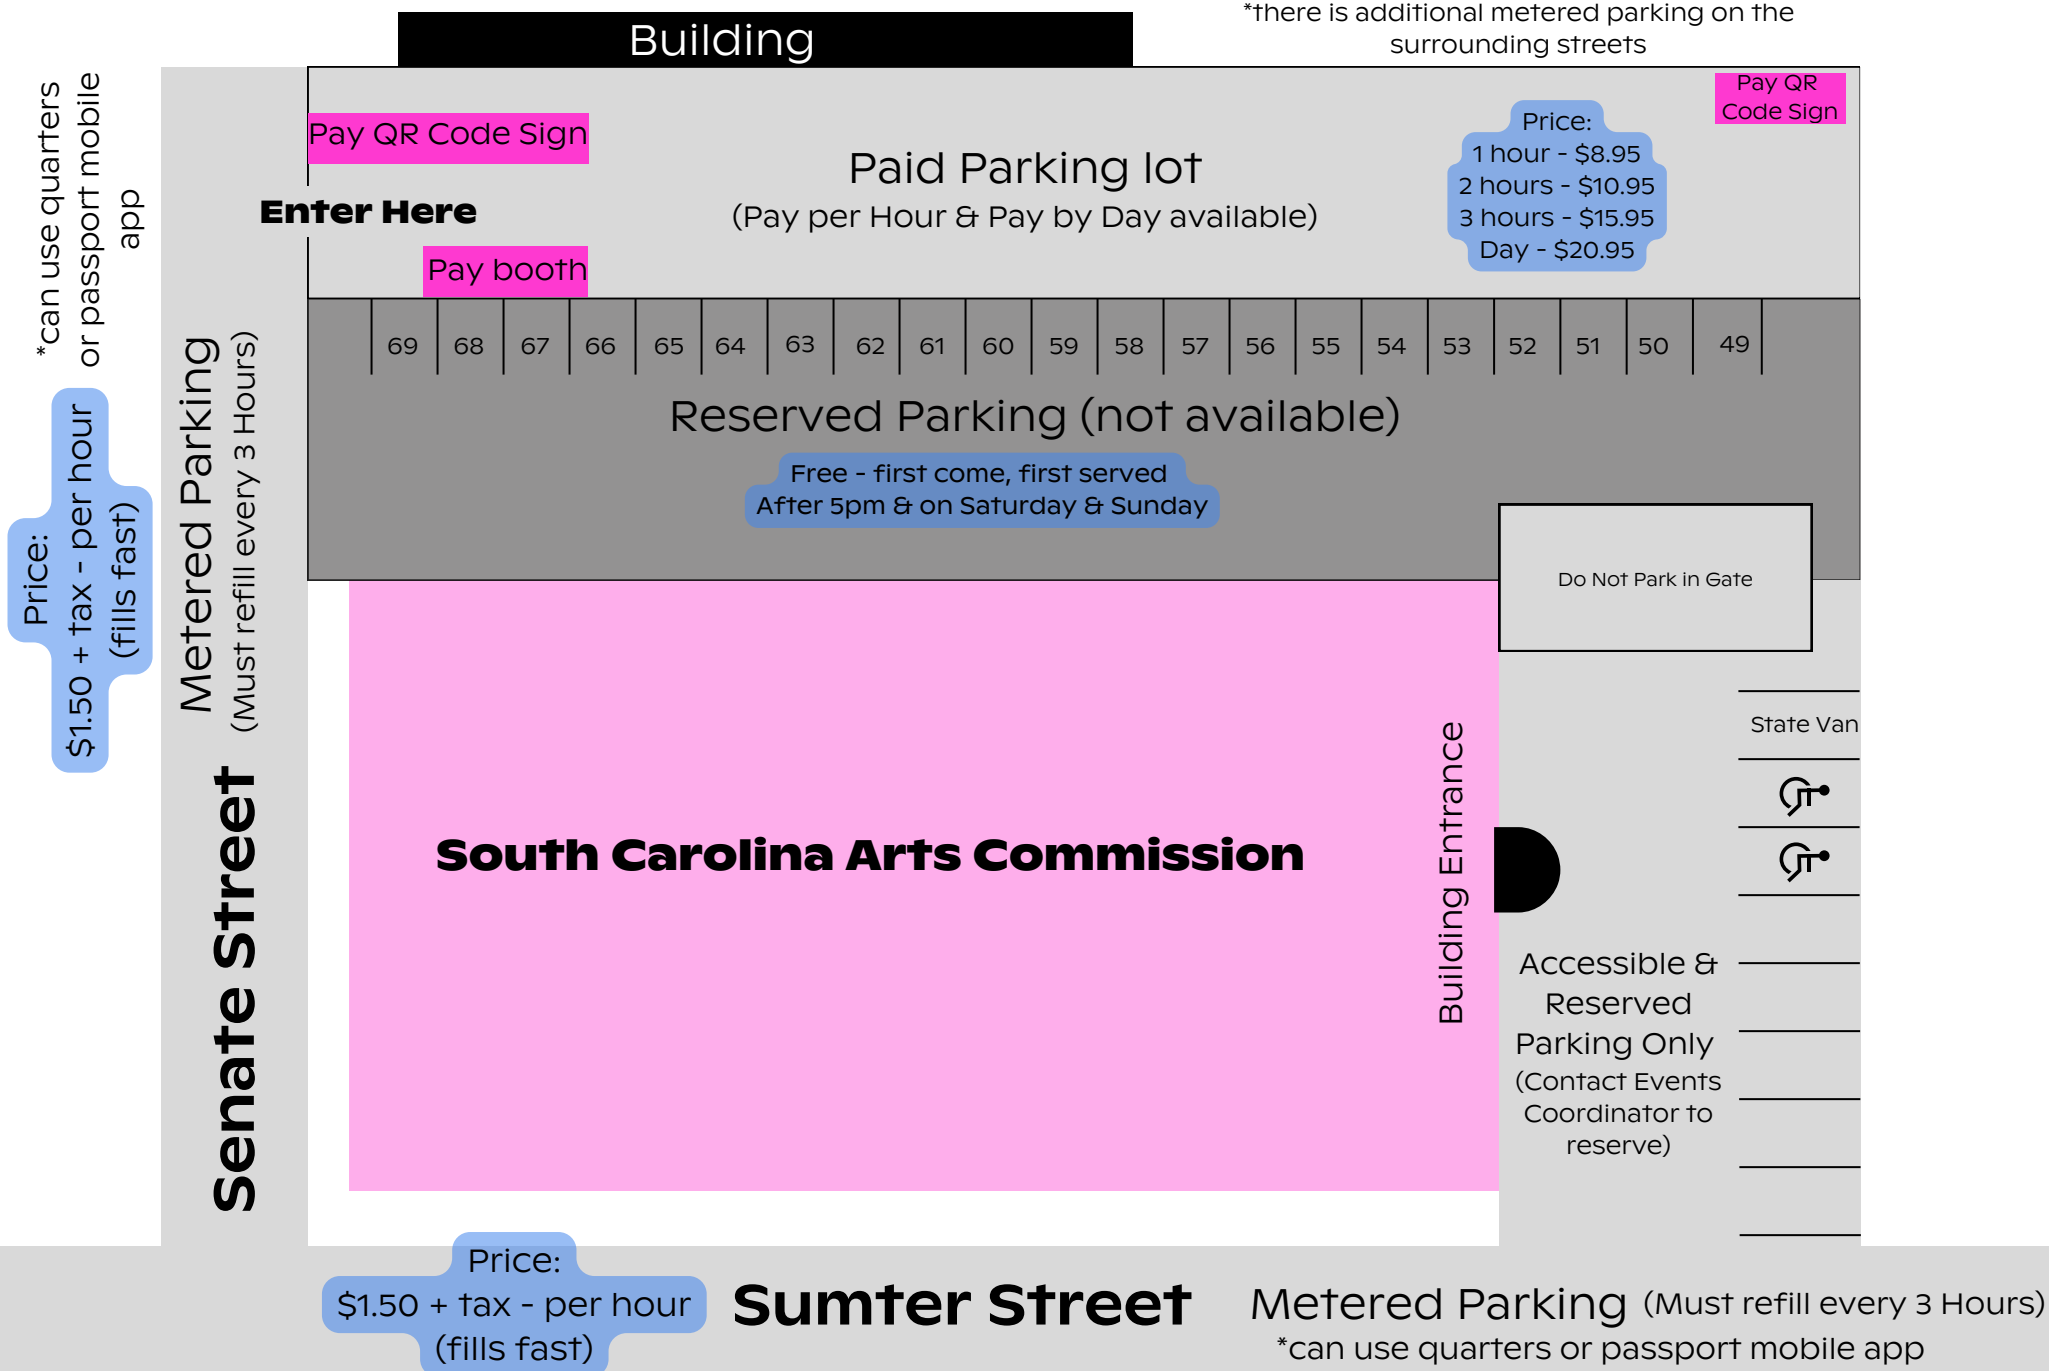 Building
*there is additional metered parking on the
surrounding streets
Pay QR
Code Sign
Pay QR Code Sign
Enter Here
Pay booth
Paid Parking lot
(Pay per Hour & Pay by Day available)
Price:
1 hour - $8.95
2 hours - $10.95
3 hours - $15.95
Day - $20.95
*can use quarters
or passport mobile
app
Price:
$1.50 + tax - per hour
(fills fast)
Metered Parking
(Must refill every 3 Hours)
Senate Street
69 68 67 66 65 64 63 62 61 60 59 58 57 56 55 54 53 52 51 50 49
Reserved Parking (not available)
Free - first come, first served
After 5pm & on Saturday & Sunday
Do Not Park in Gate
State Van
South Carolina Arts Commission
Building Entrance
Accessible &
Reserved
Parking Only
(Contact Events
Coordinator to
reserve)
Price:
$1.50 + tax - per hour
(fills fast)
Sumter Street
Metered Parking (Must refill every 3 Hours)
*can use quarters or passport mobile app